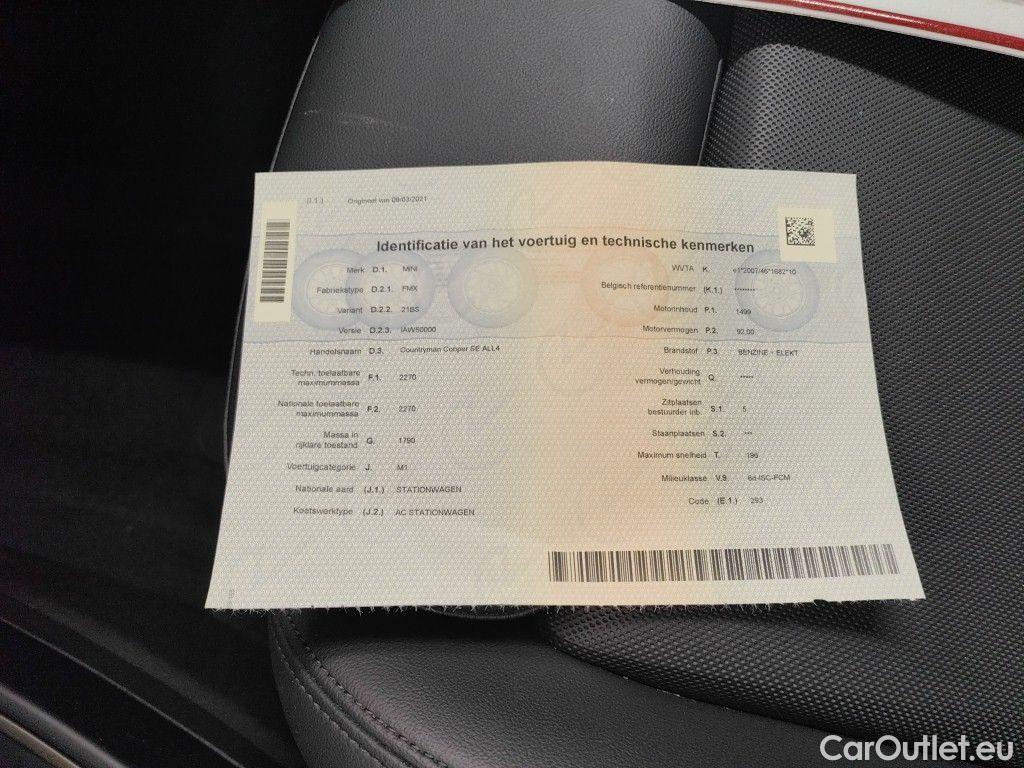 (I.1.) Origineel van 09/03/2021
Identificatie van het voertuig en technische kenmerken
Merk D.1. MINI
Fabriekstype D.2.1. FMX
Variant D.2.2. 21BS
Versie D.2.3. IAW50000
Handelsnaam D.3. Countryman Cooper SE ALL4
Techn. toelaatbare
maximummassa F.1. 2270
Nationale toelaatbare
maximummassa F.2. 2270
Massa in
rijklare toestand G. 1790
Voertuigcategorie J. M1
Nationale aard (J.1.) STATIONWAGEN
Koetswerktype (J.2.) AC STATIONWAGEN
WVTA K. e1*2007/46*1682*10
Belgisch referentienummer (K.1.) ********
Motorinhoud P.1. 1499
Motorvermogen P.2. 92.00
Brandstof P.3. BENZINE + ELEKT
Verhouding
vermogen/gewicht Q. *****
Zitplaatsen
bestuurder inb. S.1. 5
Staanplaatsen S.2. ***
Maximum snelheid T. 196
Milieuklasse V.9. 6d-ISC-FCM
Code (E.1.) 293
CarOutlet.eu